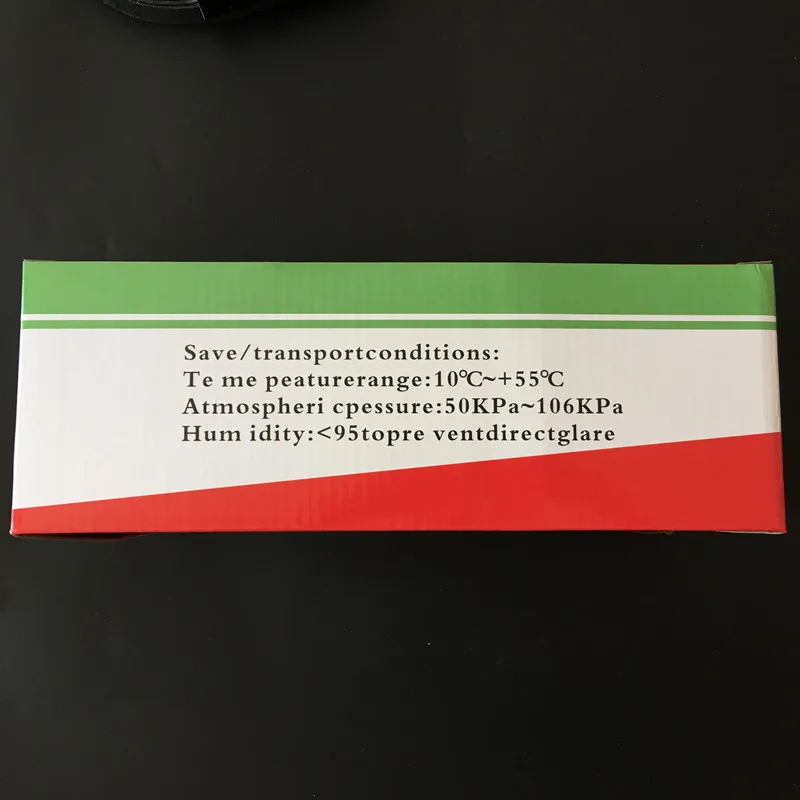 Save/transportconditions:
Te me peaturerange:10℃~+55℃
Atmospheri cpessure:50KPa~106KPa
Hum idity:<95topre ventdirectglare